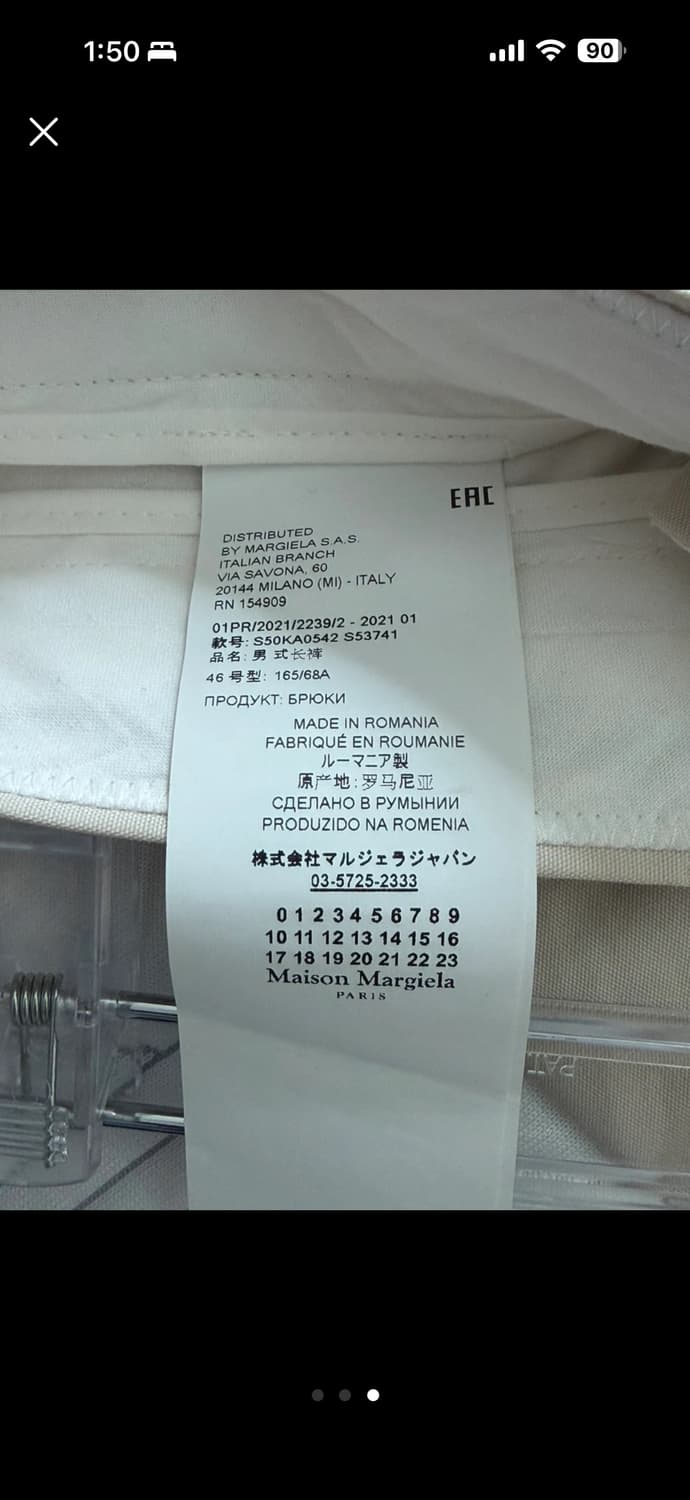 1:50
90
EAC
DISTRIBUTED
BY MARGIELA S.A.S.
ITALIAN BRANCH
VIA SAVONA, 60
20144 MILANO (MI) - ITALY
RN 154909
01PR/2021/2239/2 - 2021 01
款号: S50KA0542 S53741
品名: 男 式长裤
46 号型: 165/68A
ПРОДУКТ: БРЮКИ
MADE IN ROMANIA
FABRIQUÉ EN ROUMANIE
ルーマニア製
原产地: 罗马尼亚
СДЕЛАНО В РУМЫНИИ
PRODUZIDO NA ROMENIA
株式会社マルジェラジャパン
03-5725-2333
0 1 2 3 4 5 6 7 8 9
10 11 12 13 14 15 16
17 18 19 20 21 22 23
Maison Margiela
PARIS